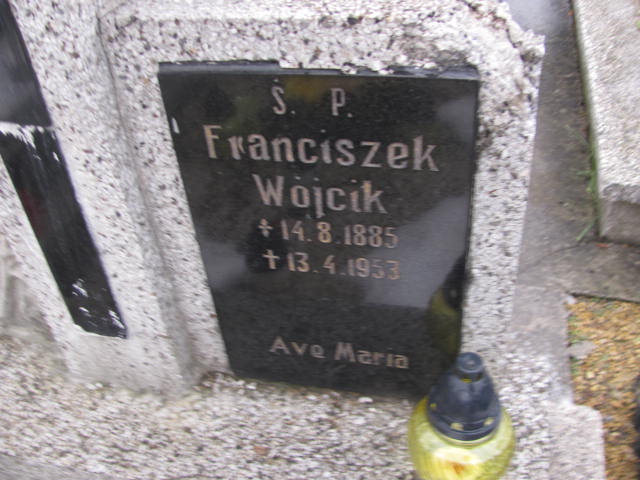 Ś. P.
Franciszek
Wójcik
* 14.8.1885
† 13.4.1953
Ave Maria